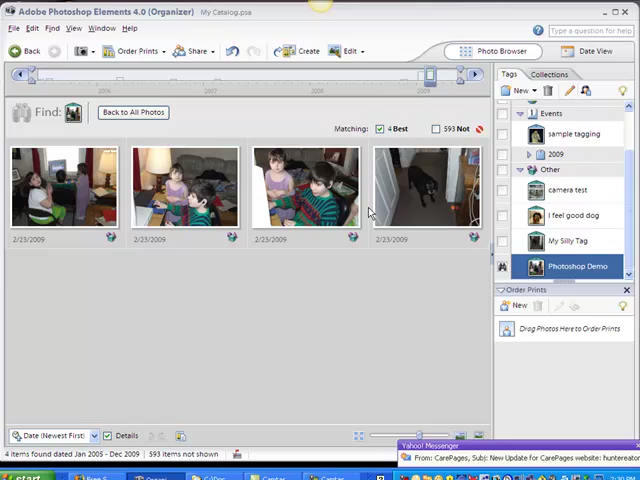 Adobe Photoshop Elements 4.0 (Organizer) My Catalog.psa
File Edit Find View Window Help
Type a question for help
Back Order Prints Share Create Edit Photo Browser Date View
2006 2007 2008 2009
Tags Collections
New
Find: Back to All Photos
Matching: 4 Best 593 Not
Events
sample tagging
2009
Other
camera test
I feel good dog
My Silly Tag
Photoshop Demo
2/23/2009 2/23/2009 2/23/2009 2/23/2009
Order Prints
New
Drag Photos Here to Order Prints
Date (Newest First) Details
Yahoo! Messenger
4 items found dated Jan 2005 - Dec 2009 593 items not shown
From: CarePages, Subj: New Update for CarePages website: huntereator
start Free S C:\Doc 2:30 PM